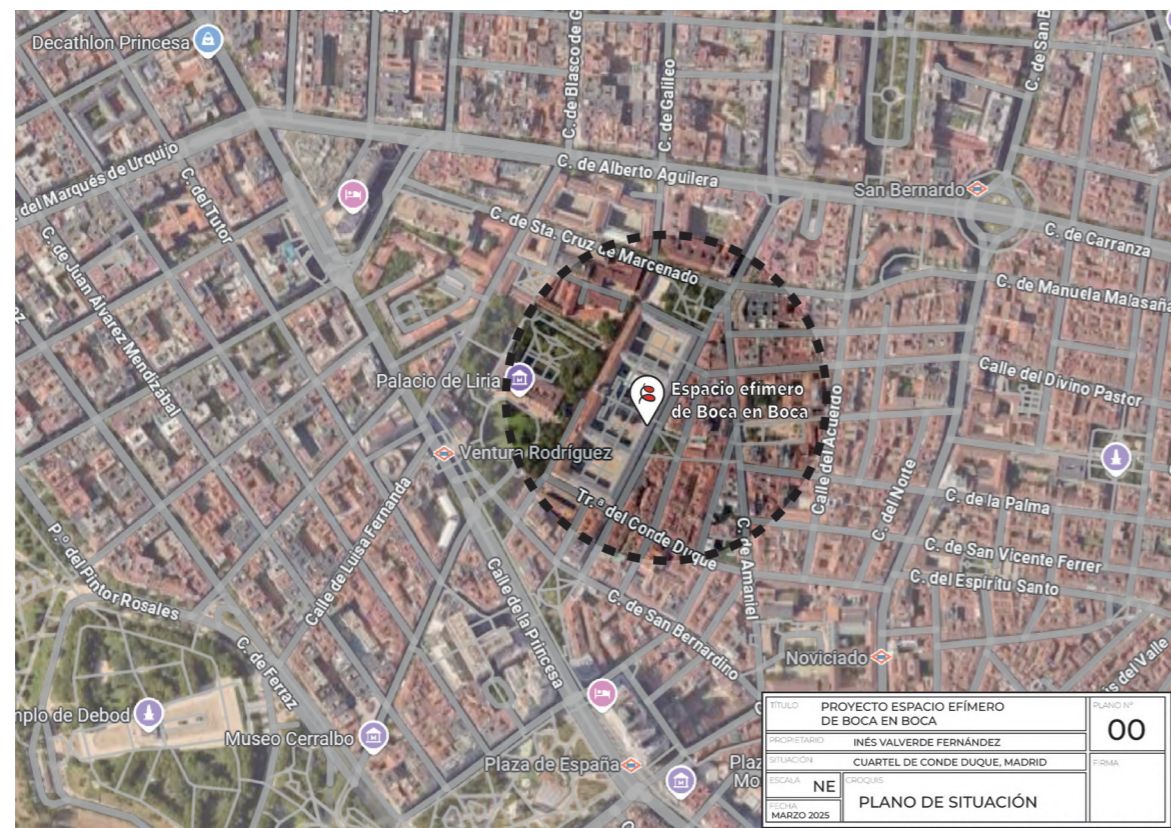 Decathlon Princesa
C. de Galileo
C. de San B
C. de Alberto Aguilera
San Bernardo
C. de Carranza
del Marqués de Urquijo
C. del Tutor
C. de Juan Álvarez Mendizábal
C. de Sta. Cruz de Marcenado
C. de Manuela Malasaña
Palacio de Liria
Espacio efímero
de Boca en Boca
Calle del Divino Pastor
Calle del Acuerdo
Ventura Rodríguez
C. del Norte
C. de la Palma
Tr.ª del Conde Duque
C. de Amaniel
C. de San Vicente Ferrer
C. del Espíritu Santo
Calle de Luisa Fernanda
P.º del Pintor Rosales
Calle de la Princesa
C. de San Bernardino
C. de Ferraz
Noviciado
mplo de Debod
Museo Cerralbo
Plaza de España
Plaz
Mo
s del Valle
TÍTULO PROYECTO ESPACIO EFÍMERO
DE BOCA EN BOCA
PLANO Nº
00
PROPIETARIO INÉS VALVERDE FERNÁNDEZ
SITUACIÓN CUARTEL DE CONDE DUQUE, MADRID
FIRMA
ESCALA NE
CROQUIS
PLANO DE SITUACIÓN
FECHA
MARZO 2025